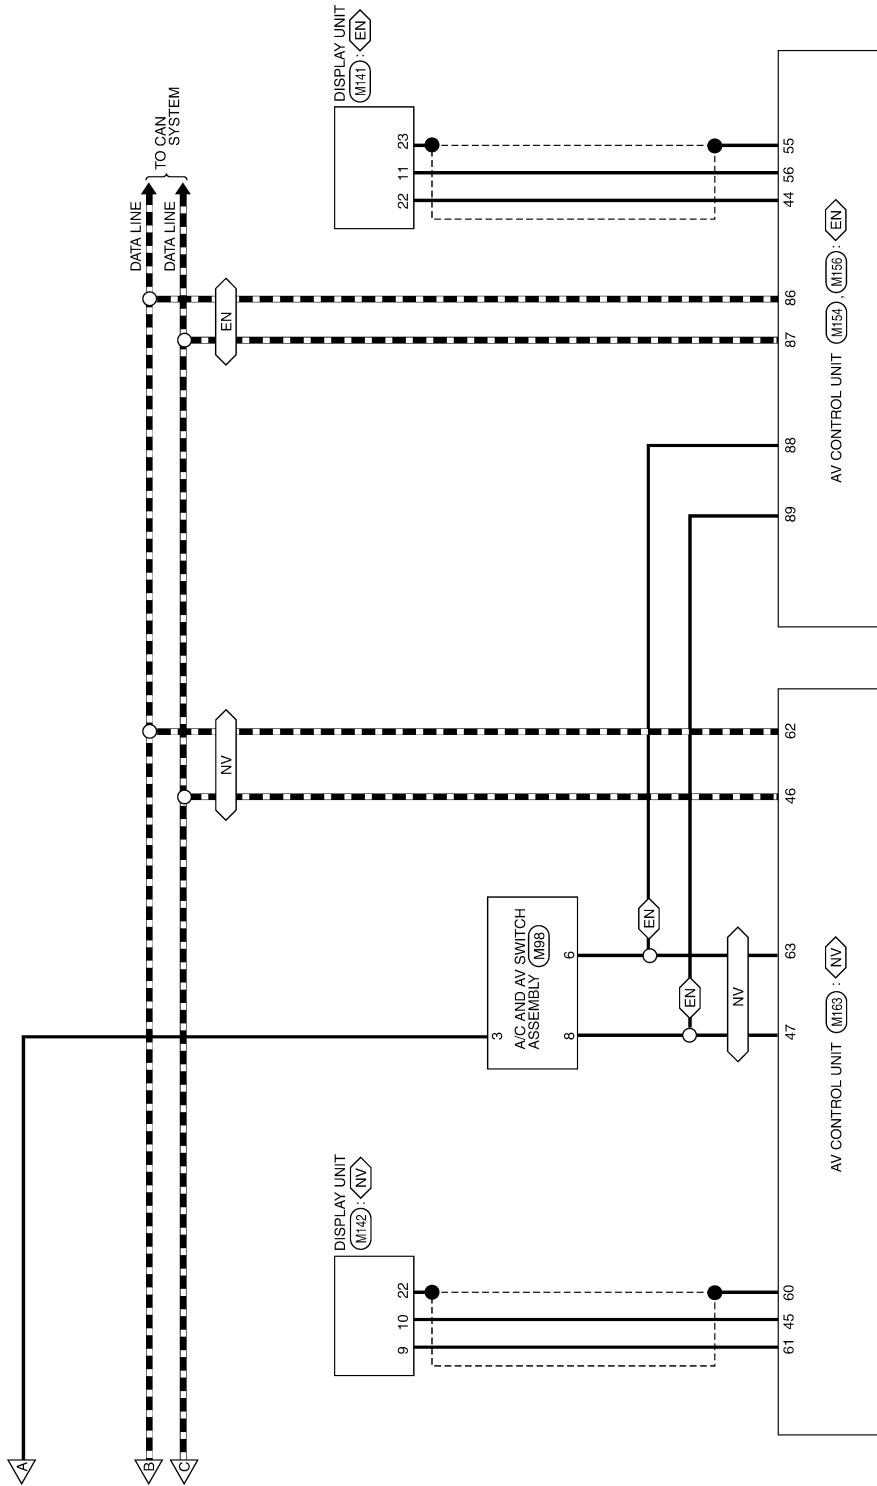 A
B
C
DATA LINE
DATA LINE
TO CAN
SYSTEM
NV
EN
DISPLAY UNIT
M142 : NV
9 10 22
A/C AND AV SWITCH
ASSEMBLY M98
3
8 6
EN
EN
NV
DISPLAY UNIT
M141 : EN
22 11 23
61 45 60 47 63 46 62
AV CONTROL UNIT M163 : NV
89 88 87 86 44 56 55
AV CONTROL UNIT M154 , M156 : EN